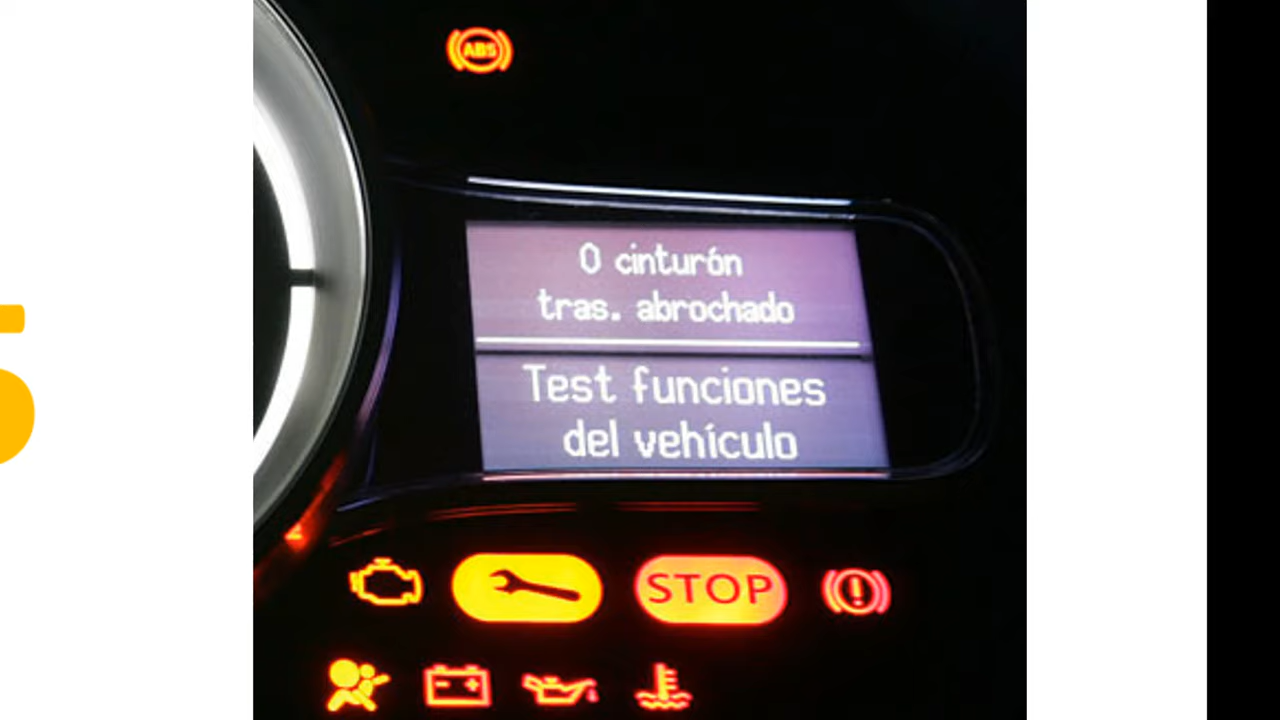 ABS
0 cinturón
tras. abrochado
Test funciones
del vehículo
STOP